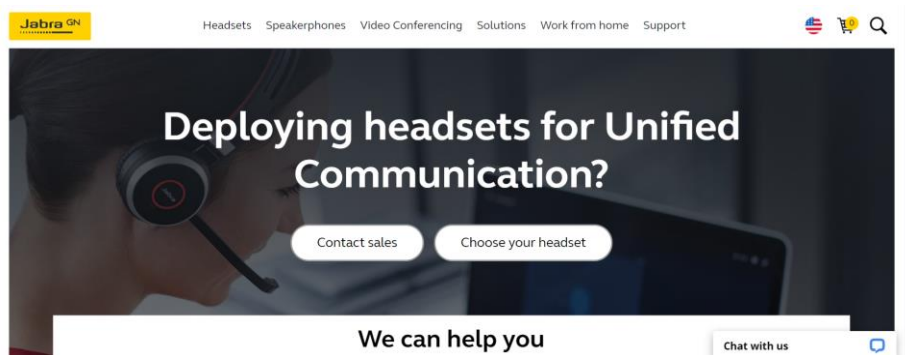 Jabra GN
Headsets Speakerphones Video Conferencing Solutions Work from home Support
0
Deploying headsets for Unified
Communication?
Contact sales Choose your headset
We can help you
Chat with us